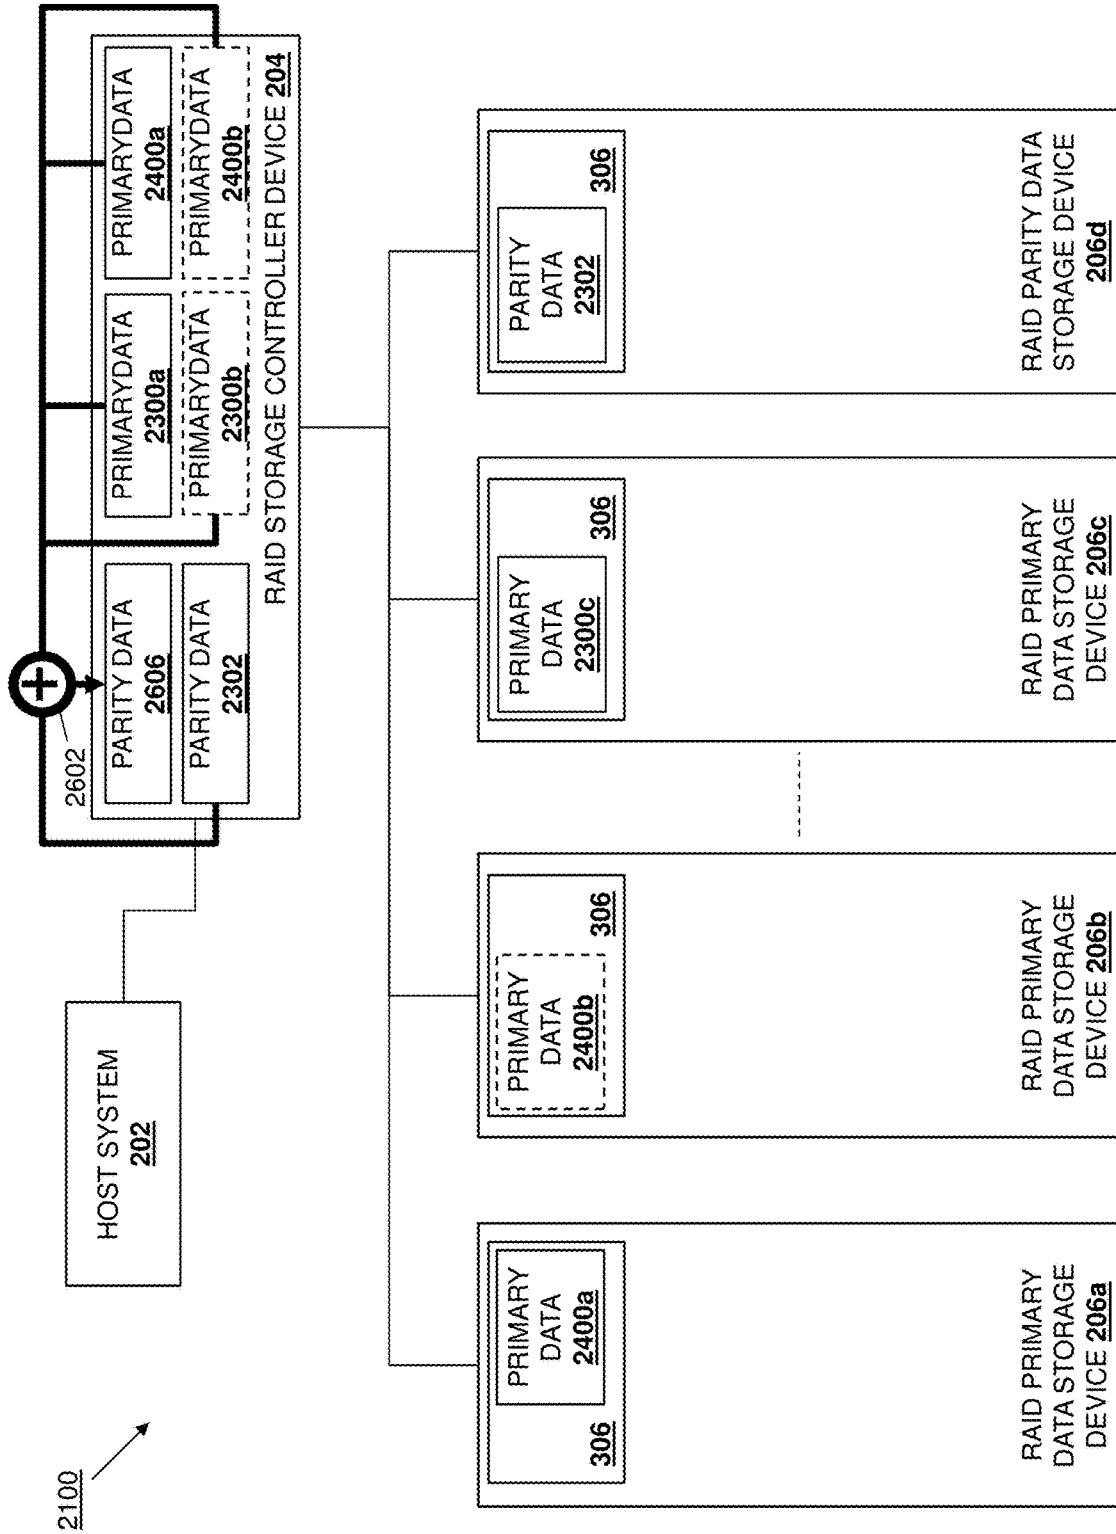 2100
HOST SYSTEM
202
2602
PARITY DATA
2606
PARITY DATA
2302
PRIMARYDATA
2300a
PRIMARYDATA
2300b
PRIMARYDATA
2400a
PRIMARYDATA
2400b
RAID STORAGE CONTROLLER DEVICE 204
306
PRIMARY
DATA
2400a
RAID PRIMARY
DATA STORAGE
DEVICE 206a
PRIMARY
DATA
2400b
306
RAID PRIMARY
DATA STORAGE
DEVICE 206b
PRIMARY
DATA
2300c
306
RAID PRIMARY
DATA STORAGE
DEVICE 206c
PARITY
DATA
2302
306
RAID PARITY DATA
STORAGE DEVICE
206d